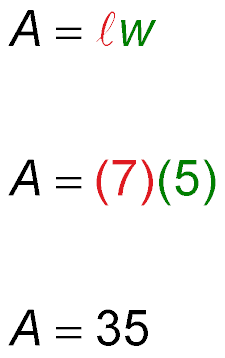 A = ℓw
A = (7)(5)
A = 35